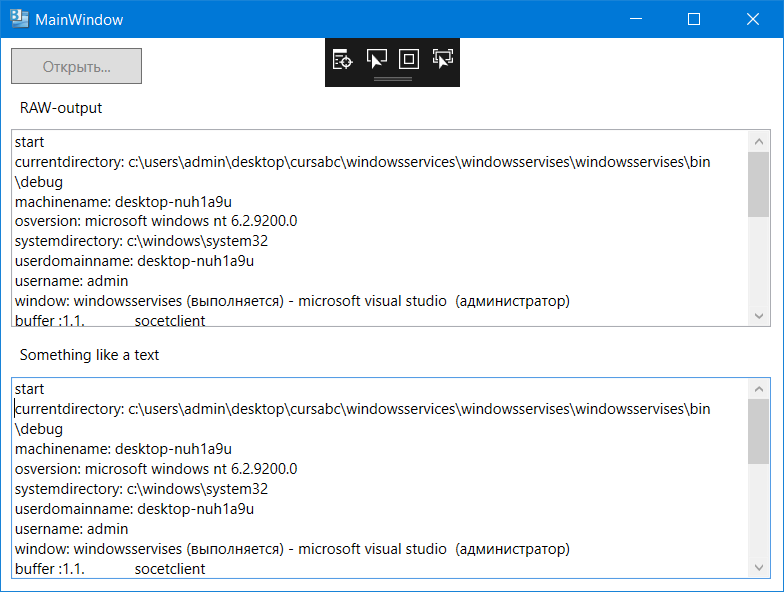 MainWindow
Открыть...
RAW-output
start
currentdirectory: c:\users\admin\desktop\cursabc\windowsservices\windowsservises\windowsservises\bin
\debug
machinename: desktop-nuh1a9u
osversion: microsoft windows nt 6.2.9200.0
systemdirectory: c:\windows\system32
userdomainname: desktop-nuh1a9u
username: admin
window: windowsservises (выполняется) - microsoft visual studio  (администратор)
buffer :1.1.             socetclient
Something like a text
start
currentdirectory: c:\users\admin\desktop\cursabc\windowsservices\windowsservises\windowsservises\bin
\debug
machinename: desktop-nuh1a9u
osversion: microsoft windows nt 6.2.9200.0
systemdirectory: c:\windows\system32
userdomainname: desktop-nuh1a9u
username: admin
window: windowsservises (выполняется) - microsoft visual studio  (администратор)
buffer :1.1.             socetclient